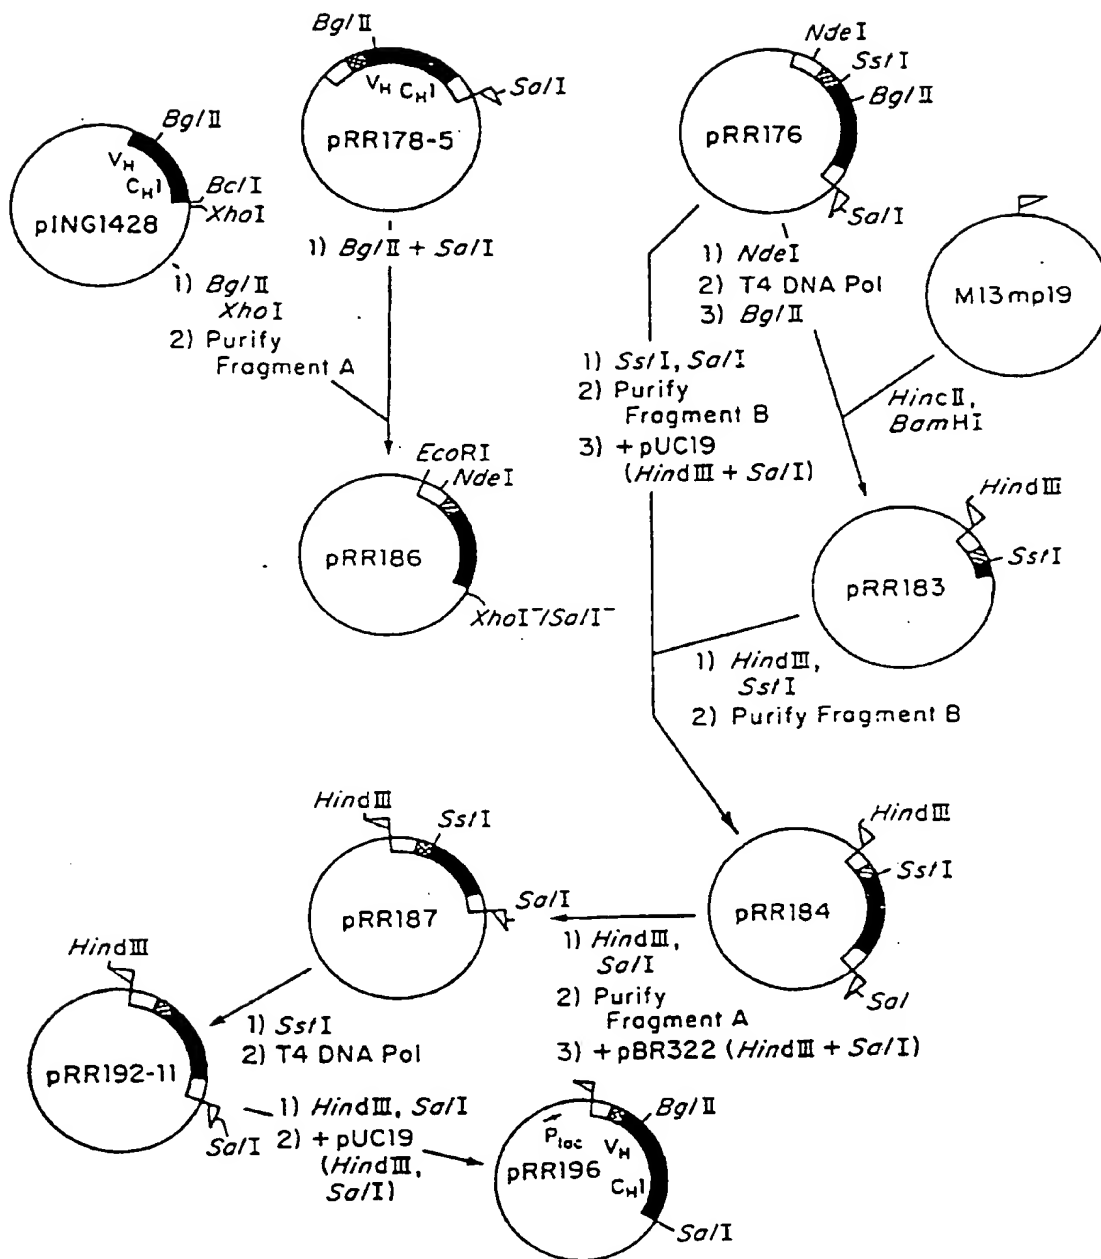 BglII
VH CH1
SalI
pRR178-5
BglII
VH
CH1
BclI
XhoI
pING1428
1) BglII
XhoI
2) Purify
Fragment A
1) BglII + SalI
EcoRI
NdeI
pRR186
XhoI⁻/SalI⁻
NdeI
SstI
BglII
pRR176
SalI
1) NdeI
2) T4 DNA Pol
3) BglII
M13mp19
HincII,
BamHI
1) SstI, SalI
2) Purify
Fragment B
3) + pUC19
(HindIII + SalI)
HindIII
SstI
pRR183
1) HindIII,
SstI
2) Purify Fragment B
HindIII
SstI
pRR184
Sal
1) HindIII,
SalI
2) Purify
Fragment A
3) + pBR322 (HindIII + SalI)
HindIII
SstI
pRR187
SalI
1) SstI
2) T4 DNA Pol
HindIII
pRR192-11
SalI
1) HindIII, SalI
2) + pUC19
(HindIII,
SalI)
BglII
Plac
VH
pRR196
CH1
SalI